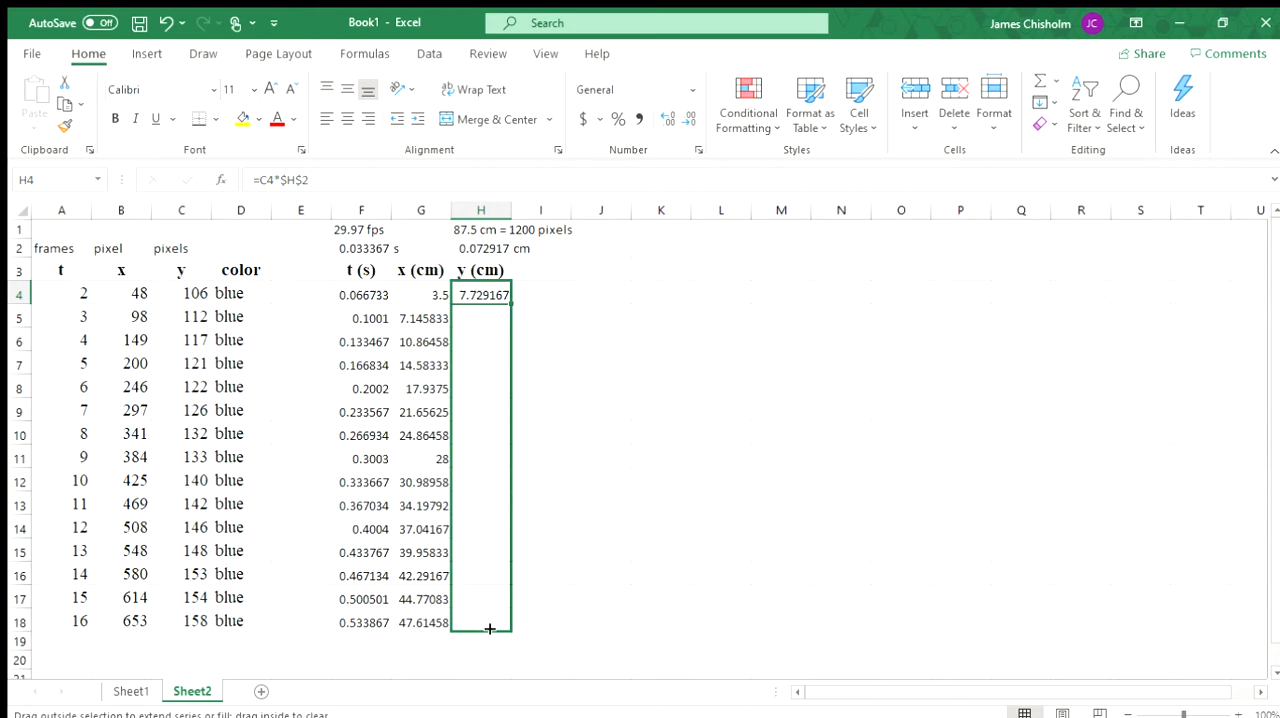 AutoSave Off Book1 - Excel Search James Chisholm JC
File Home Insert Draw Page Layout Formulas Data Review View Help Share Comments
Paste Calibri 11 A A Wrap Text General Conditional Formatting Format as Table Cell Styles Insert Delete Format Sort & Filter Find & Select Ideas
B I U A Merge & Center $ % 9
Clipboard Font Alignment Number Styles Cells Editing Ideas
H4 fx =C4*$H$2
A B C D E F G H I J K L M N O P Q R S T U
1 29.97 fps 87.5 cm = 1200 pixels
2 frames pixel pixels 0.033367 s 0.072917 cm
3 t x y color t (s) x (cm) y (cm)
4 2 48 106 blue 0.066733 3.5 7.729167
5 3 98 112 blue 0.1001 7.145833
6 4 149 117 blue 0.133467 10.86458
7 5 200 121 blue 0.166834 14.58333
8 6 246 122 blue 0.2002 17.9375
9 7 297 126 blue 0.233567 21.65625
10 8 341 132 blue 0.266934 24.86458
11 9 384 133 blue 0.3003 28
12 10 425 140 blue 0.333667 30.98958
13 11 469 142 blue 0.367034 34.19792
14 12 508 146 blue 0.4004 37.04167
15 13 548 148 blue 0.433767 39.95833
16 14 580 153 blue 0.467134 42.29167
17 15 614 154 blue 0.500501 44.77083
18 16 653 158 blue 0.533867 47.61458
19
20
Sheet1 Sheet2
Drag outside selection to extend series or fill; drag inside to clear 100%